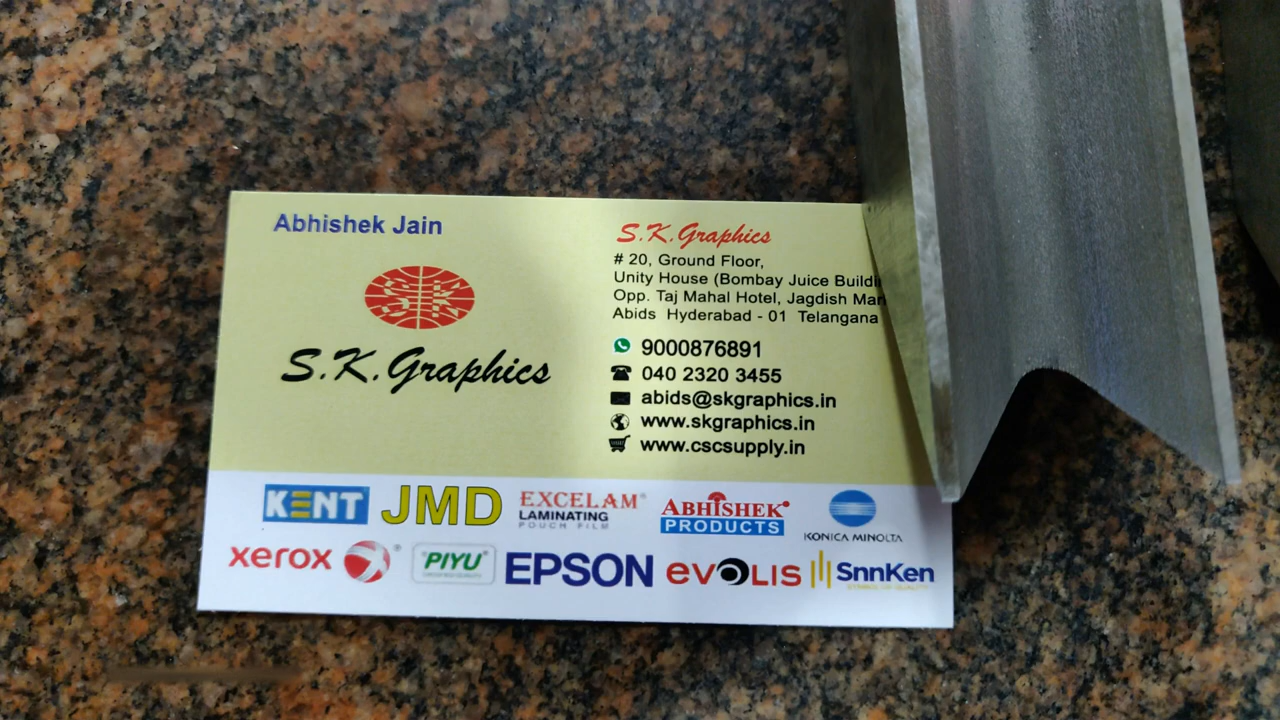 Abhishek Jain
SK
S.K.Graphics
S.K.Graphics
# 20, Ground Floor,
Unity House (Bombay Juice
Opp. Taj Mahal Hotel, Jagdish
Abids Hyderabad - 01 Telangana
9000876891
040 2320 3455
abids@skgraphics.in
www.skgraphics.in
www.cscsupply.in
KENT
JMD
EXCELAM®
LAMINATING
POUCH FILM
ABHISHEK
PRODUCTS
KONICA MINOLTA
xerox ®
"PIYU"
EPSON
evolis
SnnKen